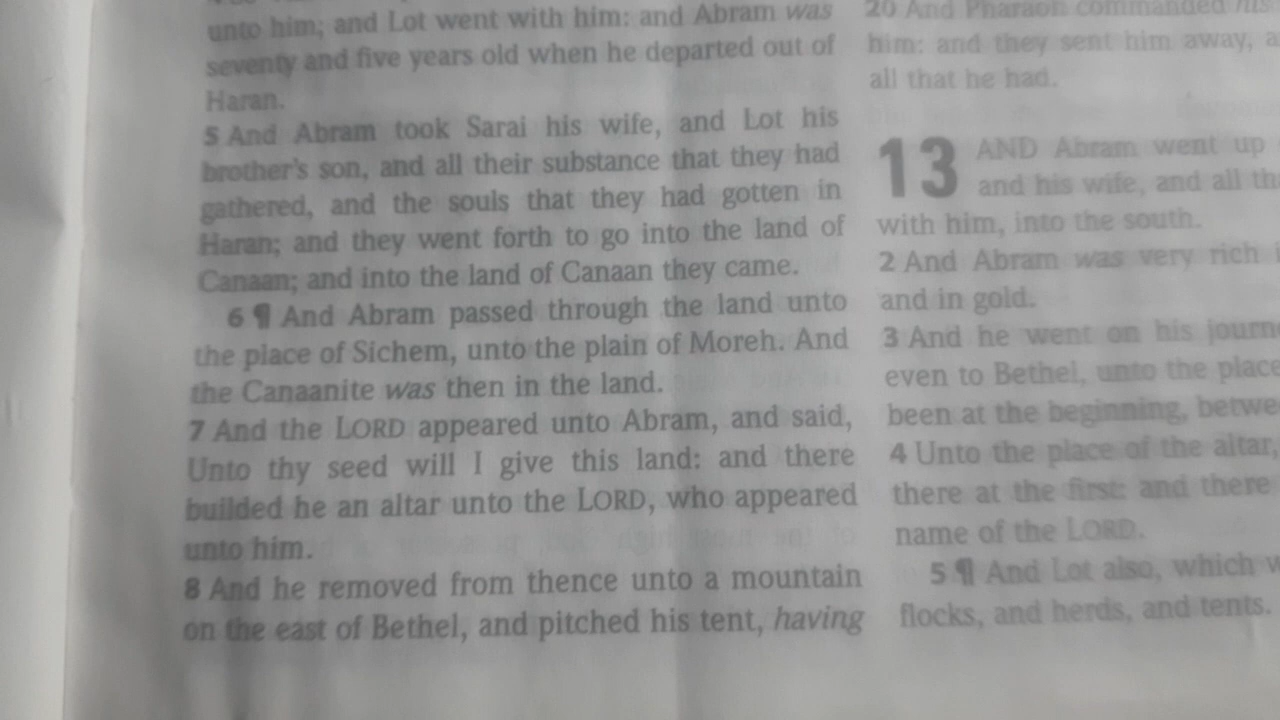 unto him; and Lot went with him: and Abram was
seventy and five years old when he departed out of
Haran.
5 And Abram took Sarai his wife, and Lot his
brother's son, and all their substance that they had
gathered, and the souls that they had gotten in
Haran; and they went forth to go into the land of
Canaan; and into the land of Canaan they came.
6 ¶ And Abram passed through the land unto
the place of Sichem, unto the plain of Moreh. And
the Canaanite was then in the land.
7 And the LORD appeared unto Abram, and said,
Unto thy seed will I give this land: and there
builded he an altar unto the LORD, who appeared
unto him.
8 And he removed from thence unto a mountain
on the east of Bethel, and pitched his tent, having
20 And Pharaoh commanded his
him: and they sent him away, a
all that he had.
13 AND Abram went up
and his wife, and all th
with him, into the south.
2 And Abram was very rich
and in gold.
3 And he went on his journ
even to Bethel, unto the place
been at the beginning, betwe
4 Unto the place of the altar,
there at the first: and there
name of the LORD.
5 ¶ And Lot also, which w
flocks, and herds, and tents.